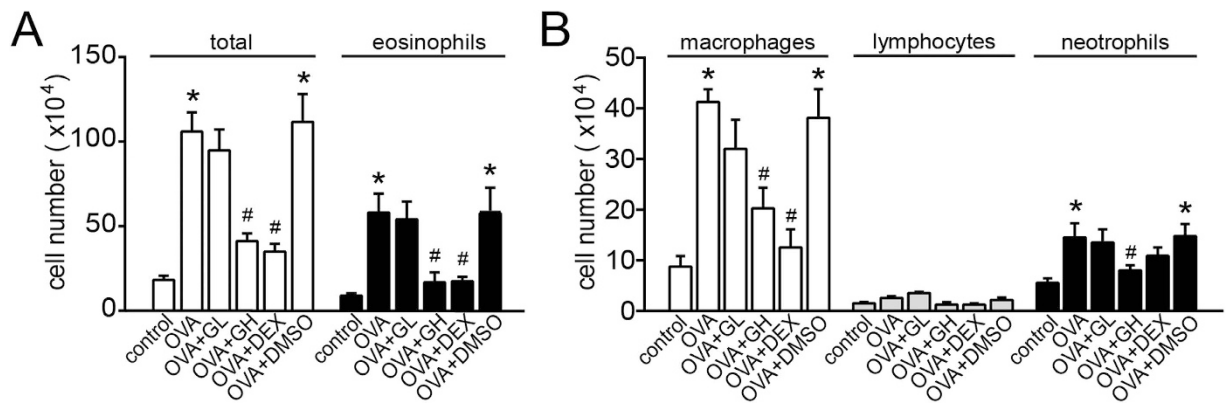 A
total
eosinophils
cell number ( x10⁴)
150
100
50
0
* # # * * # # *
control OVA OVA+GL OVA+GH OVA+DEX OVA+DMSO control OVA OVA+GL OVA+GH OVA+DEX OVA+DMSO
B
macrophages
lymphocytes
neotrophils
cell number ( x10⁴)
50
40
30
20
10
0
* # # * * # *
control OVA OVA+GL OVA+GH OVA+DEX OVA+DMSO control OVA OVA+GL OVA+GH OVA+DEX OVA+DMSO control OVA OVA+GL OVA+GH OVA+DEX OVA+DMSO